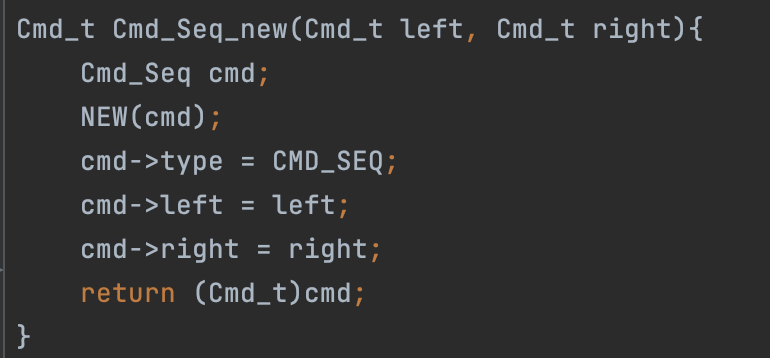 Cmd_t Cmd_Seq_new(Cmd_t left, Cmd_t right){
    Cmd_Seq cmd;
    NEW(cmd);
    cmd->type = CMD_SEQ;
    cmd->left = left;
    cmd->right = right;
    return (Cmd_t)cmd;
}